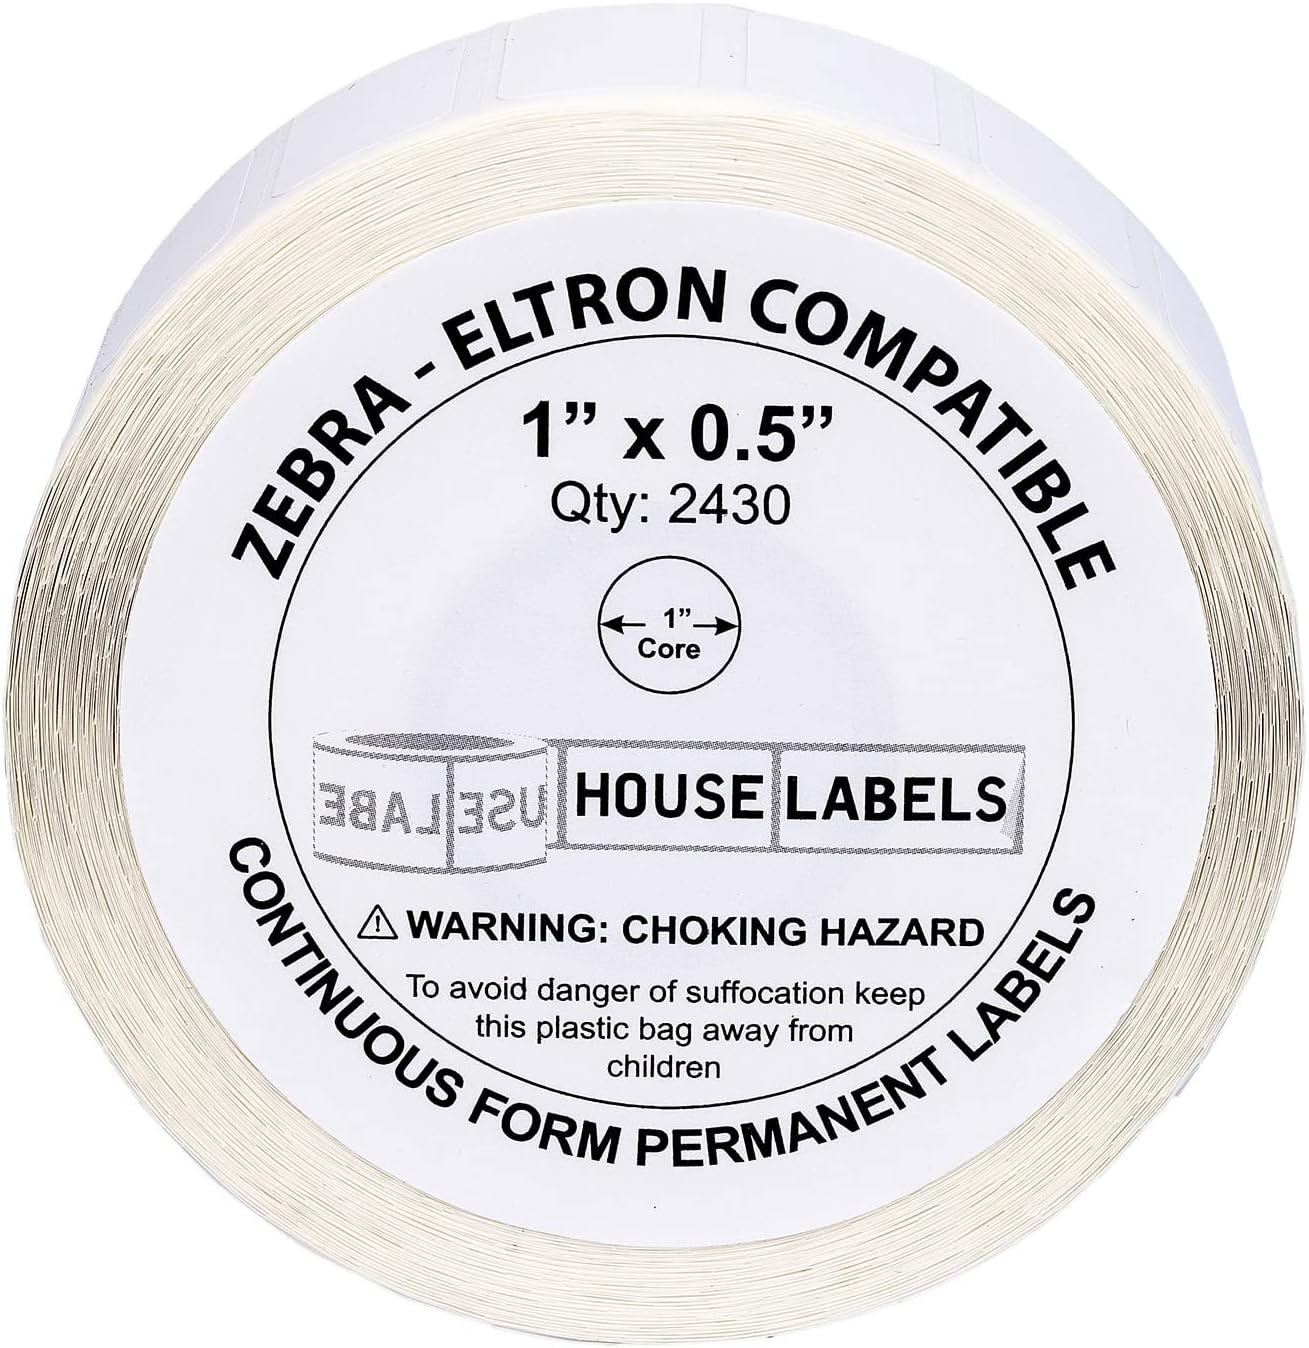 ZEBRA - ELTRON COMPATIBLE
1” x 0.5”
Qty: 2430
1”
Core
USELABE
HOUSE LABELS
⚠ WARNING: CHOKING HAZARD
To avoid danger of suffocation keep
this plastic bag away from
children
CONTINUOUS FORM PERMANENT LABELS